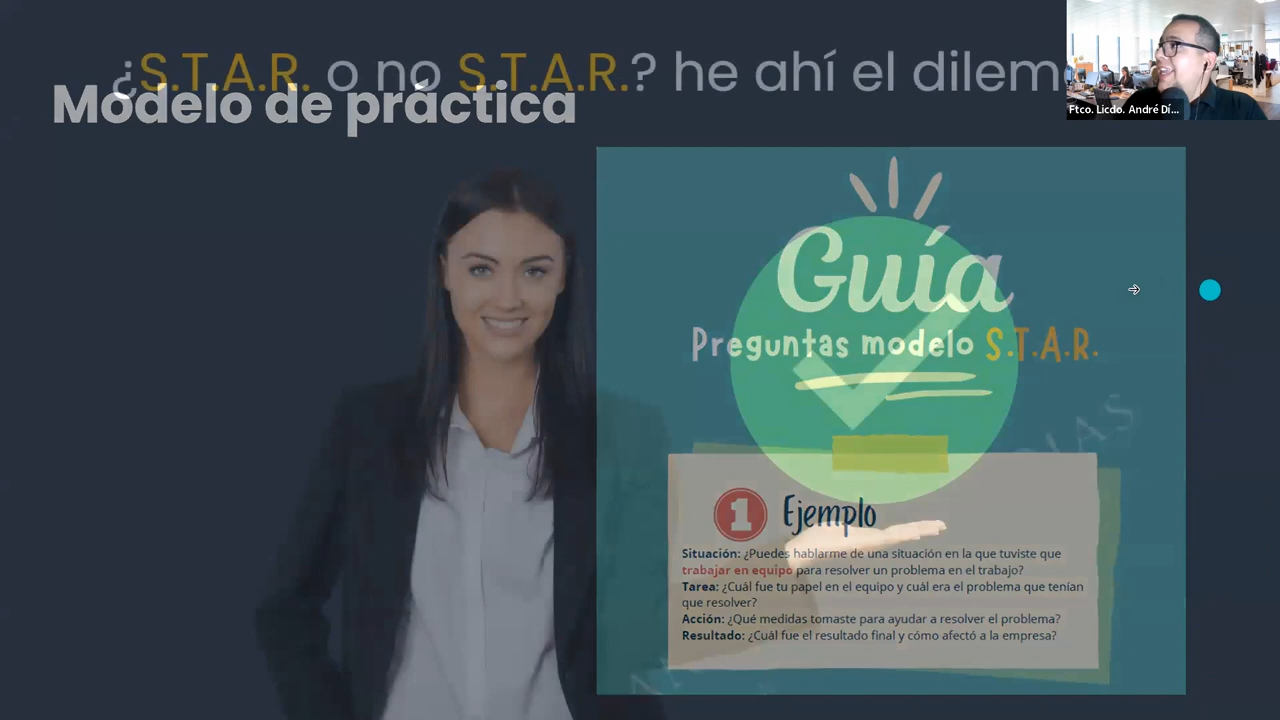 ¿S.T.A.R. o no S.T.A.R.? he ahí el dilem
Modelo de práctica
Ftco. Licdo. André Dí...
Guía
Preguntas modelo S.T.A.R.
1 Ejemplo
Situación: ¿Puedes hablarme de una situación en la que tuviste que
trabajar en equipo para resolver un problema en el trabajo?
Tarea: ¿Cuál fue tu papel en el equipo y cuál era el problema que tenían
que resolver?
Acción: ¿Qué medidas tomaste para ayudar a resolver el problema?
Resultado: ¿Cuál fue el resultado final y cómo afectó a la empresa?